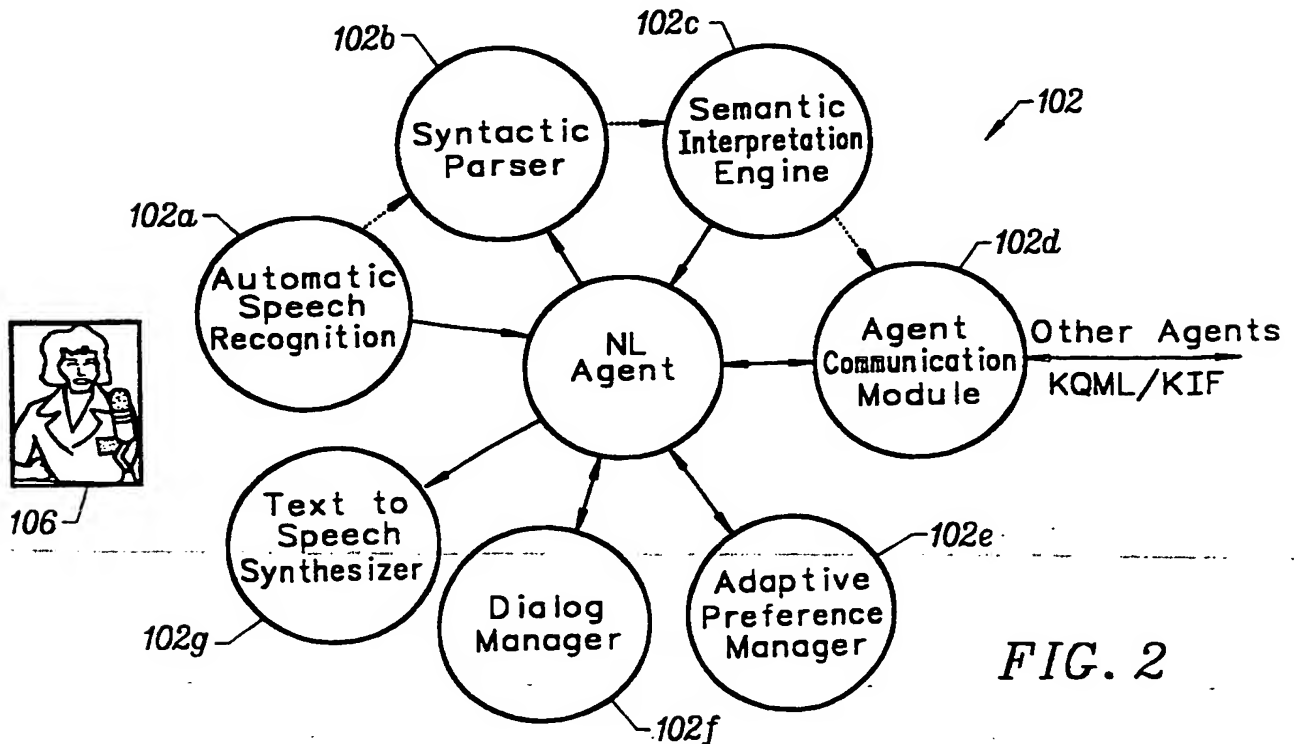 102b
102c
102
Syntactic
Parser
Semantic
Interpretation
Engine
102a
102d
Automatic
Speech
Recognition
NL
Agent
Agent
Communication
Module
Other Agents
KQML/KIF
106
Text to
Speech
Synthesizer
102g
Dialog
Manager
102f
Adaptive
Preference
Manager
102e
FIG. 2